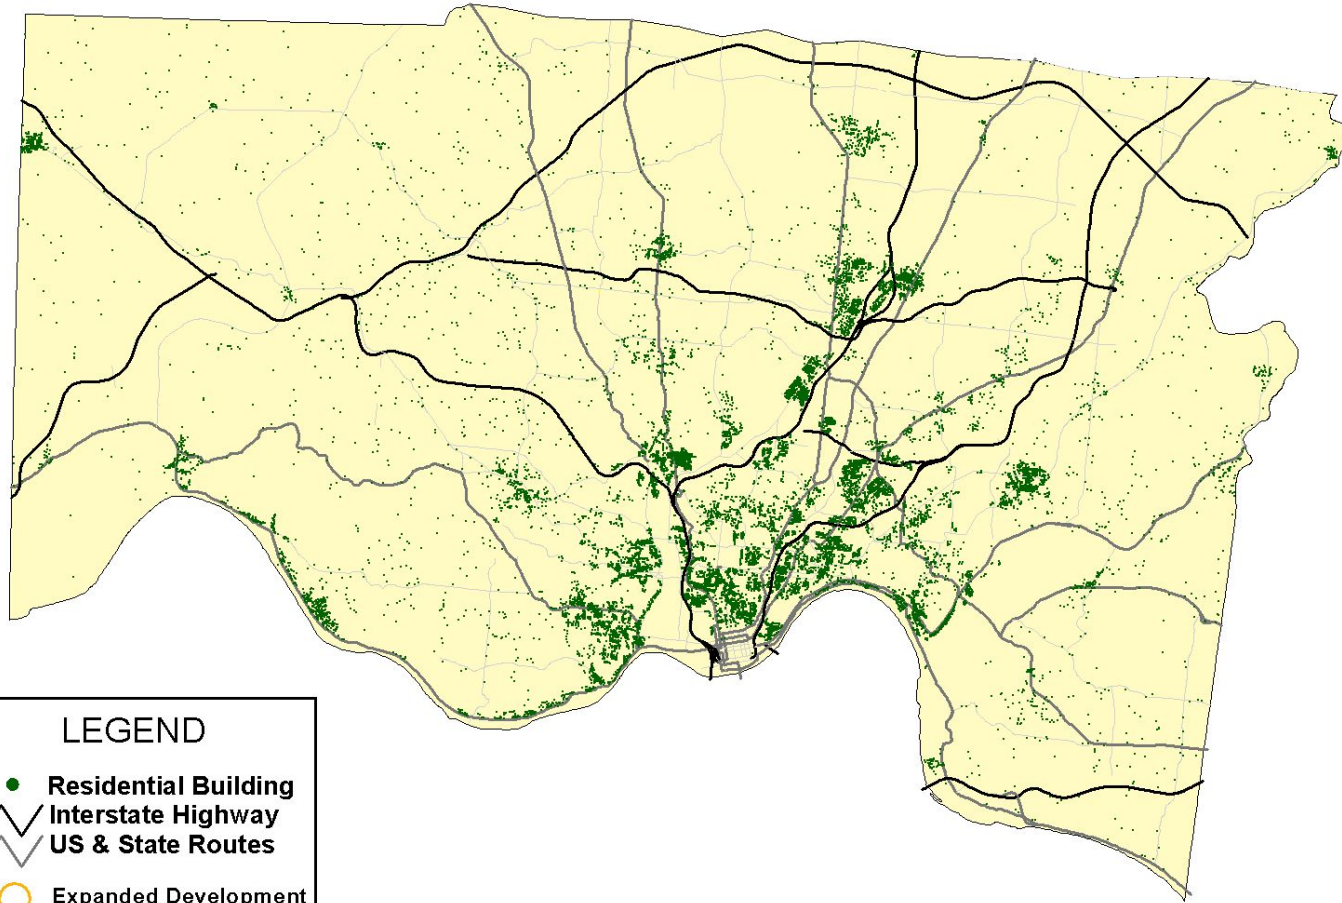 LEGEND
Residential Building
Interstate Highway
US & State Routes
Expanded Development